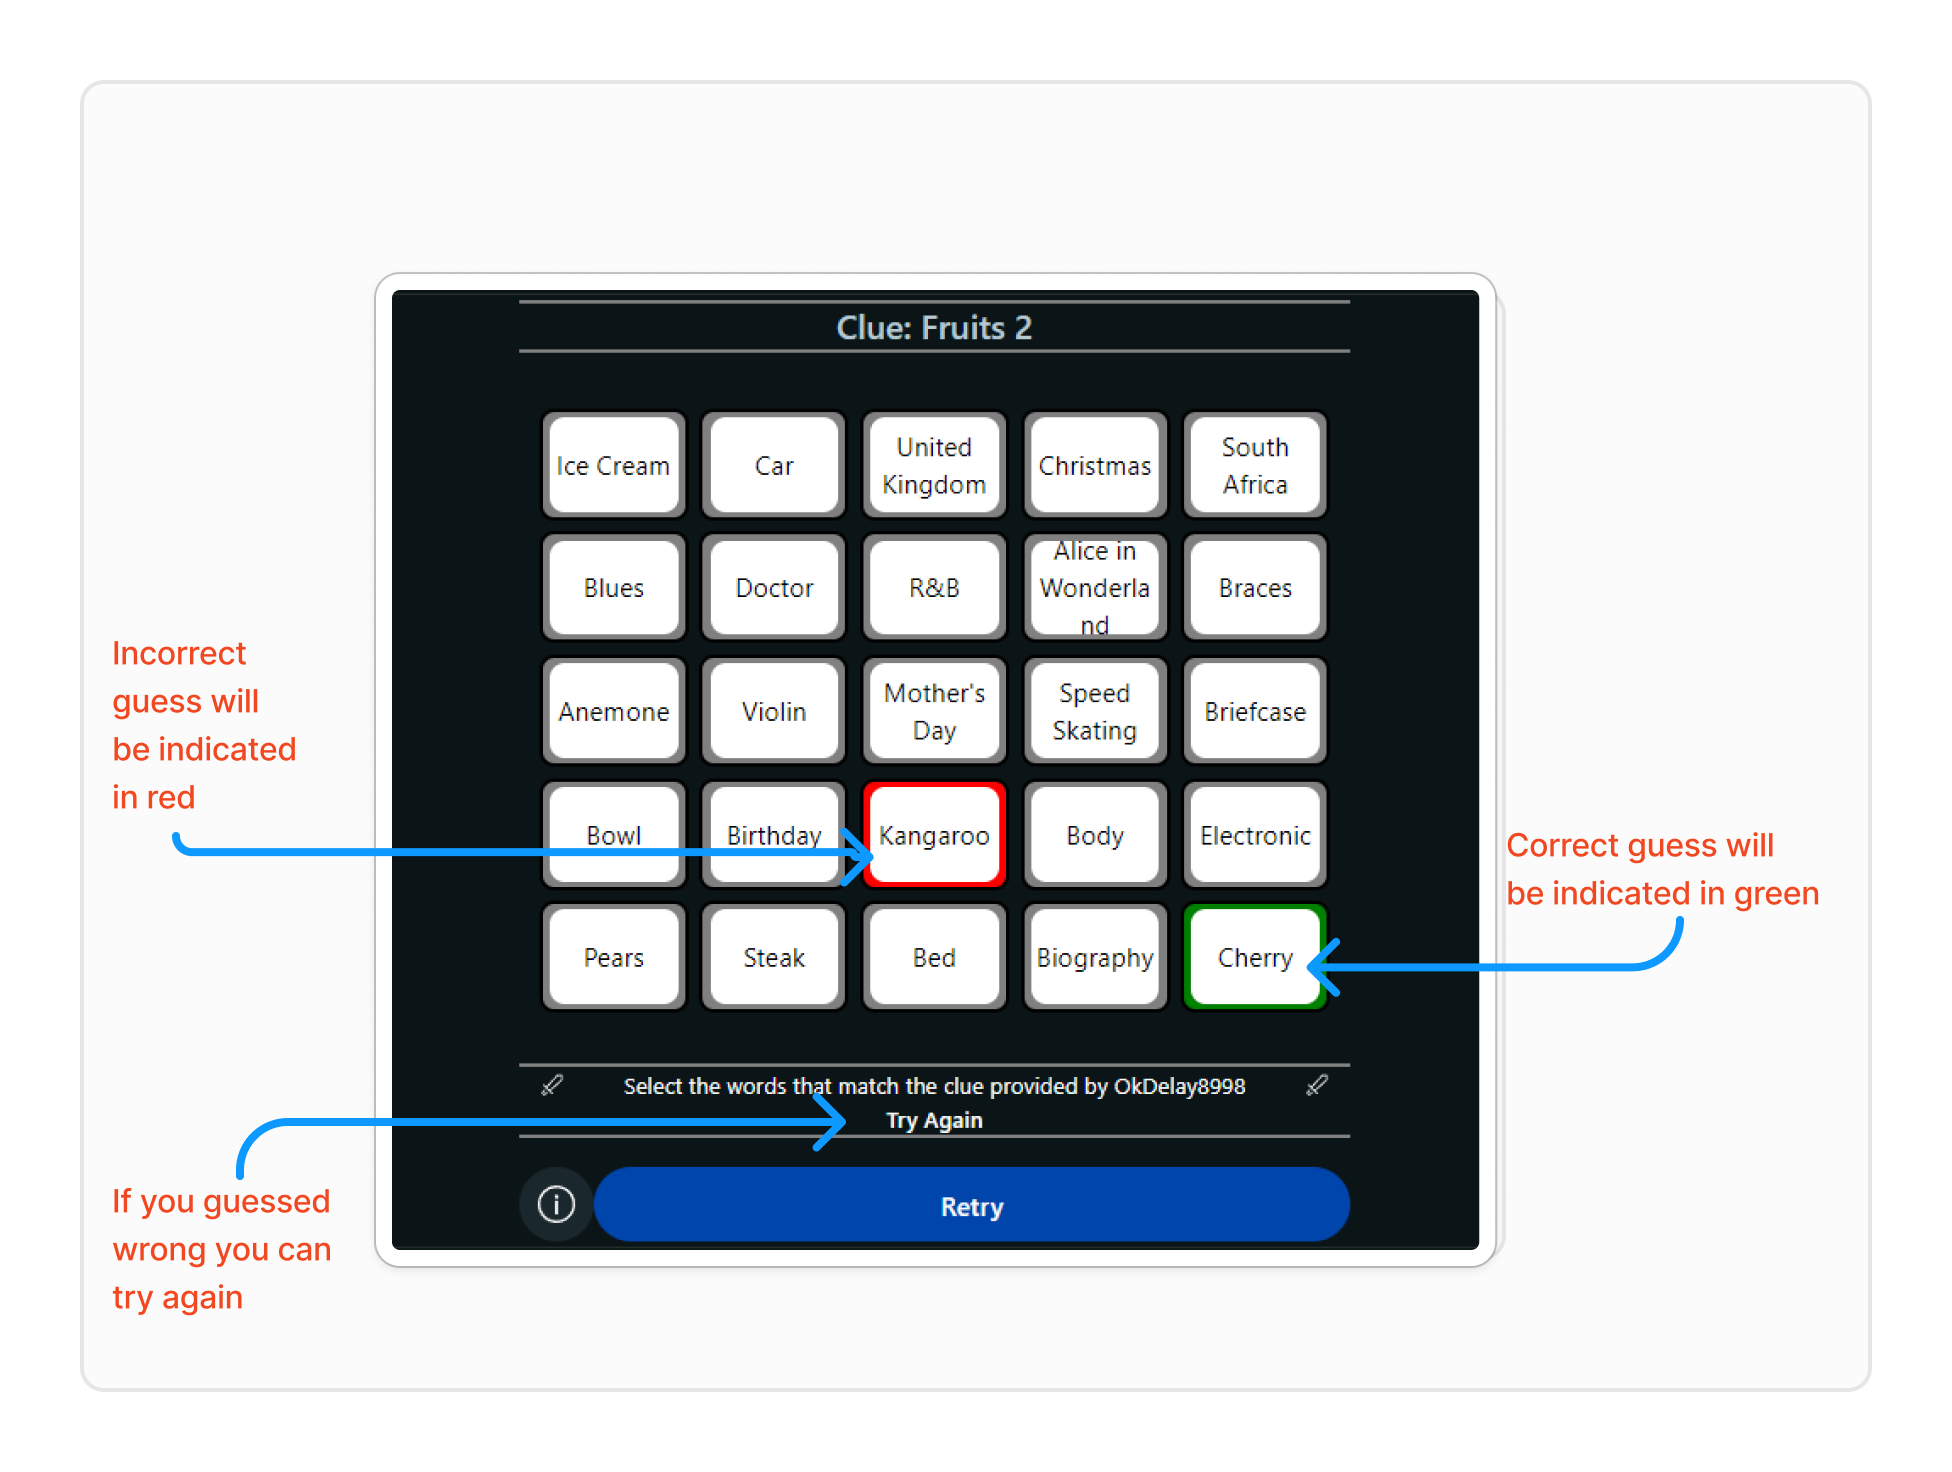 Clue: Fruits 2
Ice Cream
Car
United
Kingdom
Christmas
South
Africa
Blues
Doctor
R&B
Alice in
Wonderla
nd
Braces
Anemone
Violin
Mother's
Day
Speed
Skating
Briefcase
Bowl
Birthday
Kangaroo
Body
Electronic
Pears
Steak
Bed
Biography
Cherry
Select the words that match the clue provided by OkDelay8998
Try Again
Retry
Incorrect
guess will
be indicated
in red
Correct guess will
be indicated in green
If you guessed
wrong you can
try again